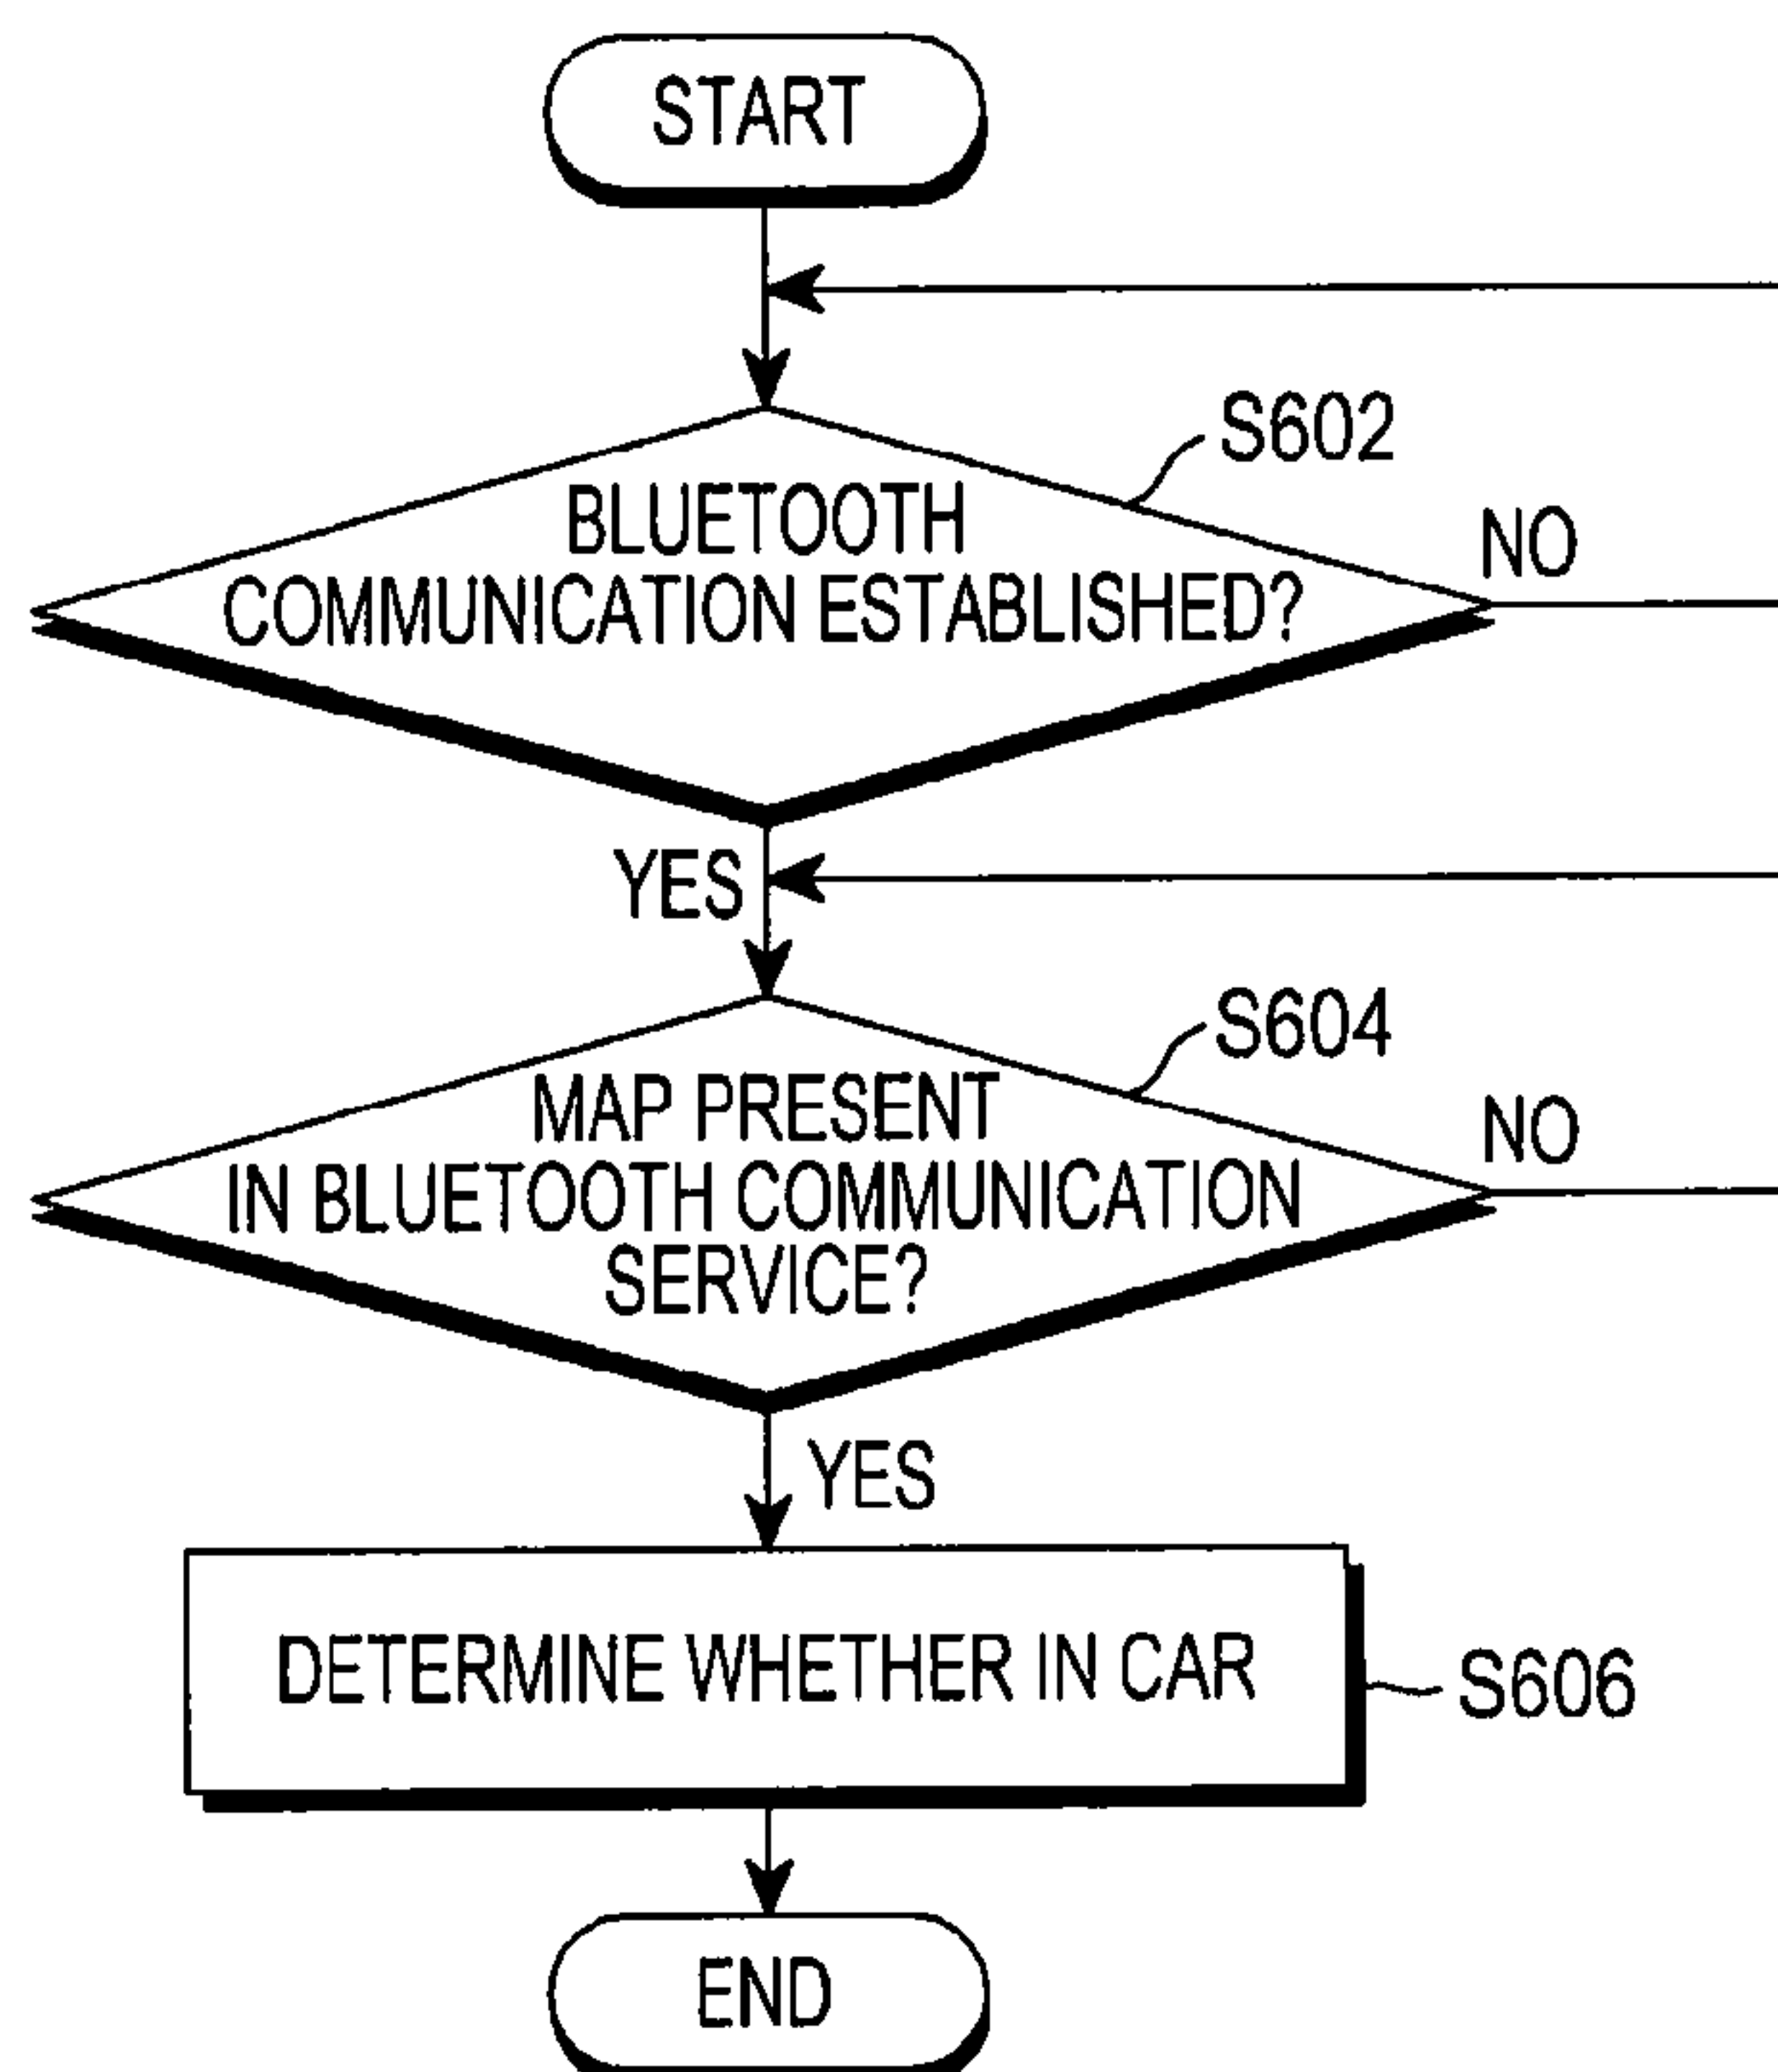 START
S602
BLUETOOTH
COMMUNICATION ESTABLISHED?
NO
YES
S604
MAP PRESENT
IN BLUETOOTH COMMUNICATION
SERVICE?
NO
YES
DETERMINE WHETHER IN CAR
S606
END